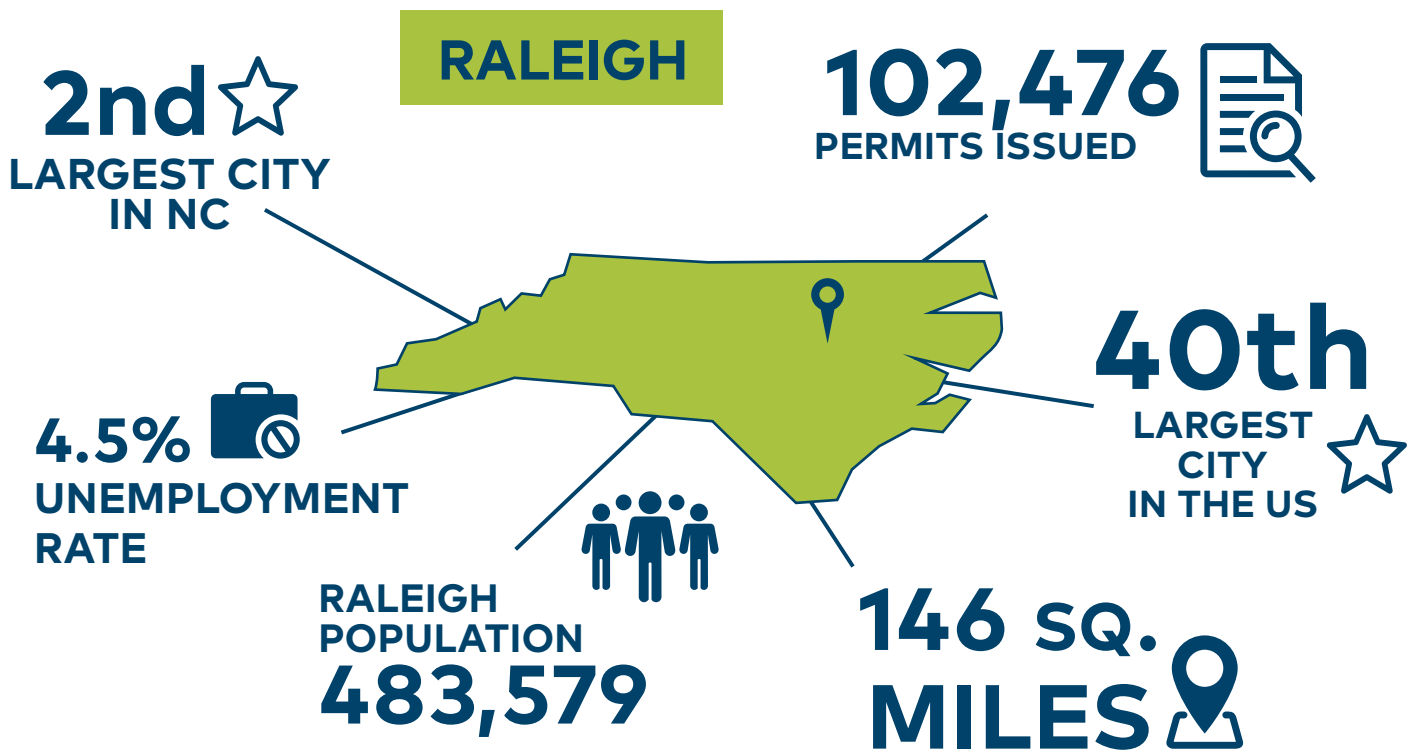 RALEIGH
2nd
LARGEST CITY
IN NC
102,476
PERMITS ISSUED
40th
LARGEST
CITY
IN THE US
4.5%
UNEMPLOYMENT
RATE
RALEIGH
POPULATION
483,579
146 SQ.
MILES